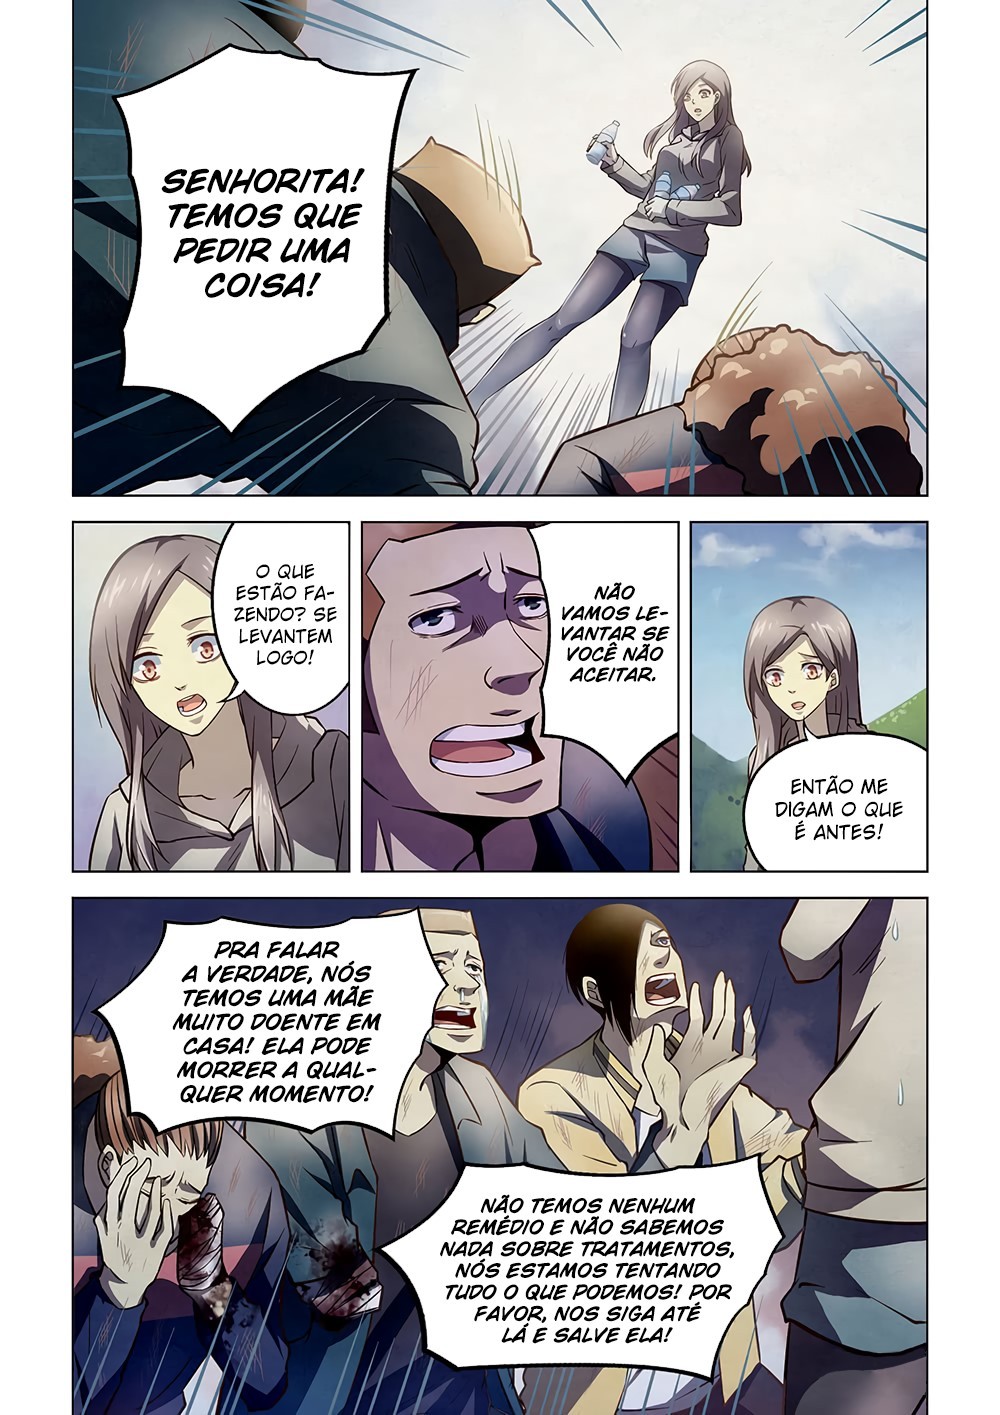 SENHORITA!
TEMOS QUE
PEDIR UMA
COISA!
O QUE
ESTÃO FA-
ZENDO? SE
LEVANTEM
LOGO!
NÃO
VAMOS LE-
VANTAR SE
VOCÊ NÃO
ACEITAR.
ENTÃO ME
DIGAM O QUE
É ANTES!
PRA FALAR
A VERDADE, NÓS
TEMOS UMA MÃE
MUITO DOENTE EM
CASA! ELA PODE
MORRER A QUAL-
QUER MOMENTO!
NÃO TEMOS NENHUM
REMÉDIO E NÃO SABEMOS
NADA SOBRE TRATAMENTOS,
NÓS ESTAMOS TENTANDO
TUDO O QUE PODEMOS! POR
FAVOR, NOS SIGA ATÉ
LÁ E SALVE ELA!